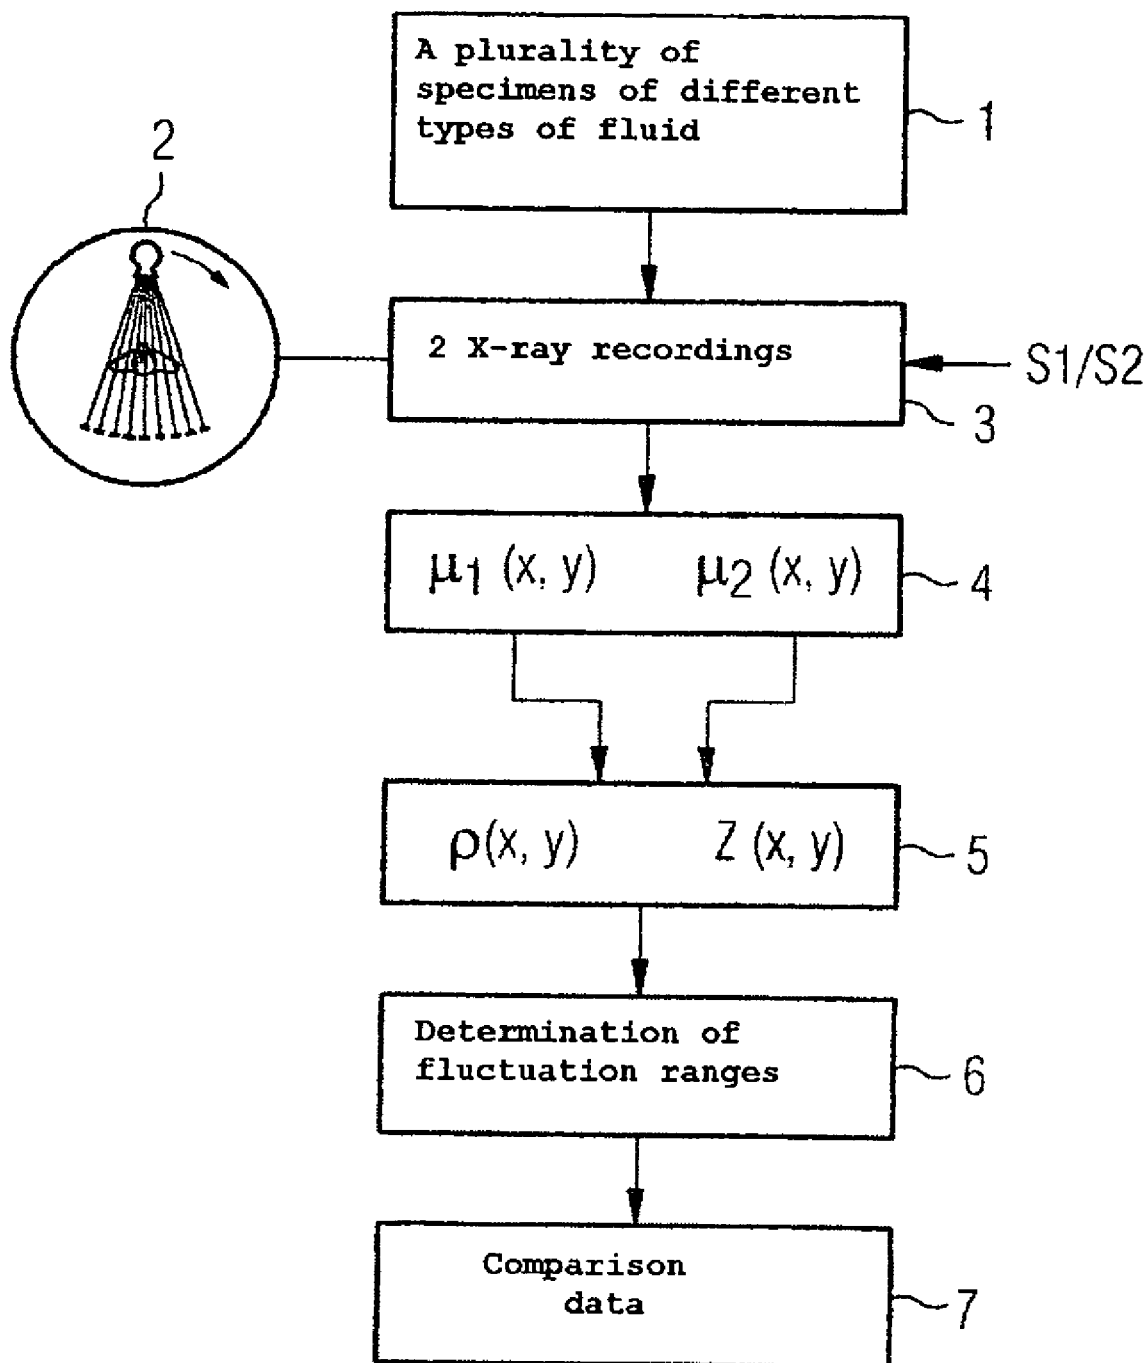 A plurality of
specimens of different
types of fluid
1
2
2 X-ray recordings
S1/S2
3
μ1 (x, y) μ2 (x, y)
4
ρ(x, y) Z (x, y)
5
Determination of
fluctuation ranges
6
Comparison
data
7